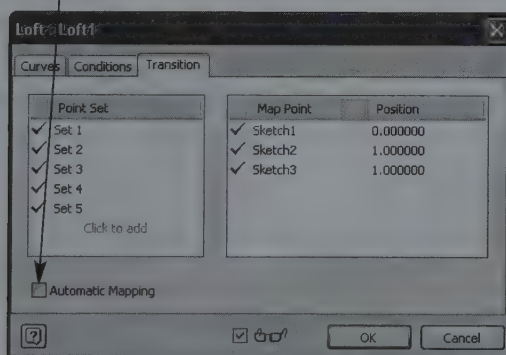 Loft : Loft1
Curves Conditions Transition
Point Set
Set 1
Set 2
Set 3
Set 4
Set 5
Click to add
Map Point Position
Sketch1 0.000000
Sketch2 1.000000
Sketch3 1.000000
Automatic Mapping
?
OK Cancel